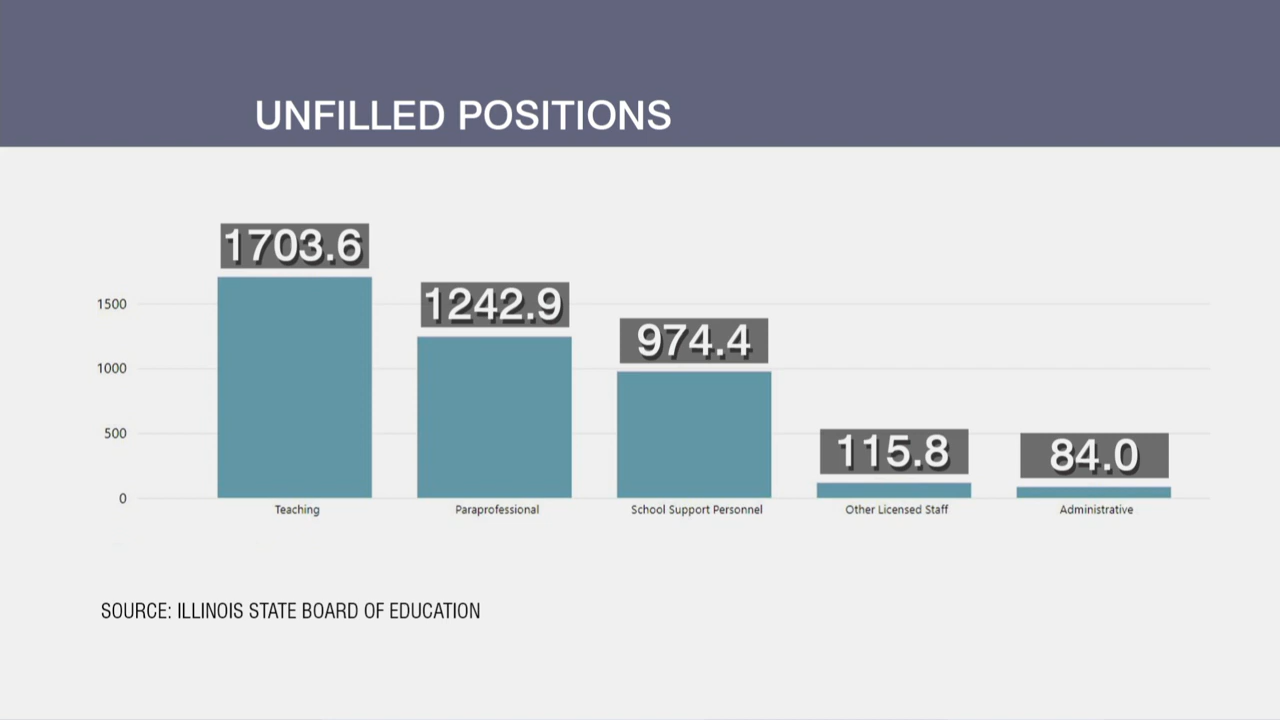 UNFILLED POSITIONS
1703.6
1242.9
974.4
115.8
84.0
1500
1000
500
0
Teaching
Paraprofessional
School Support Personnel
Other Licensed Staff
Administrative
SOURCE: ILLINOIS STATE BOARD OF EDUCATION